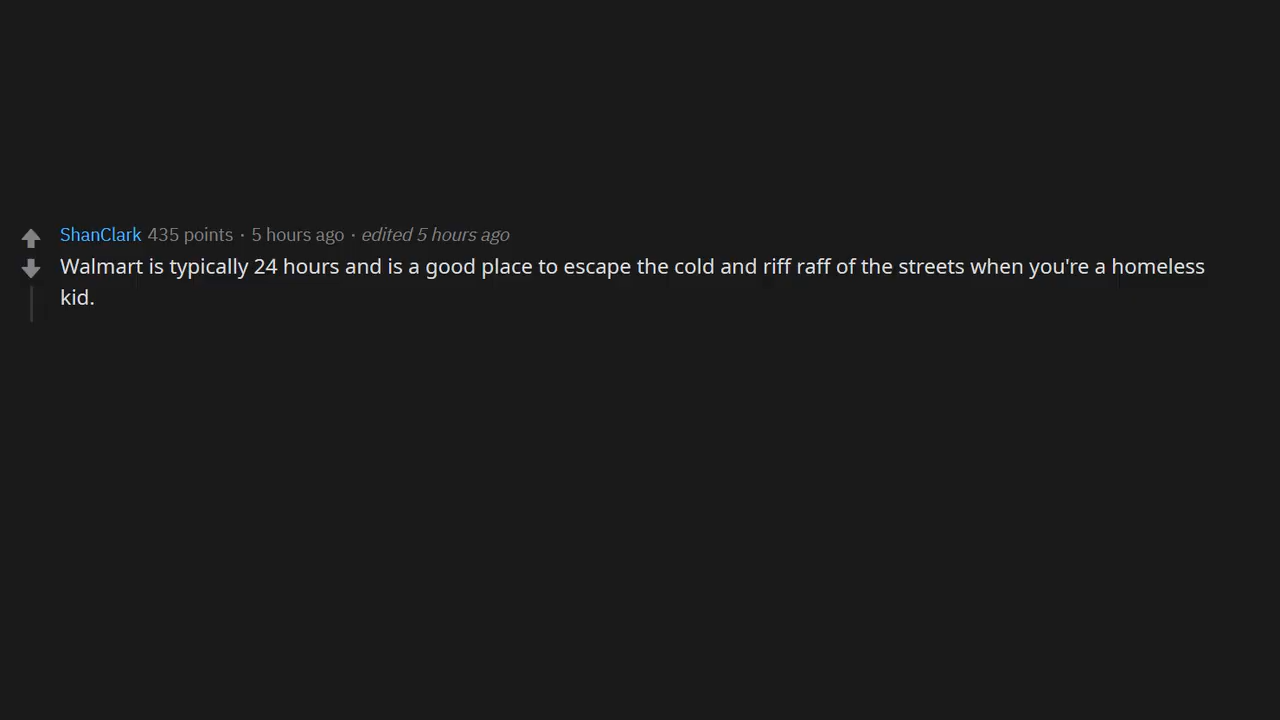 ShanClark 435 points · 5 hours ago · edited 5 hours ago
Walmart is typically 24 hours and is a good place to escape the cold and riff raff of the streets when you're a homeless
kid.